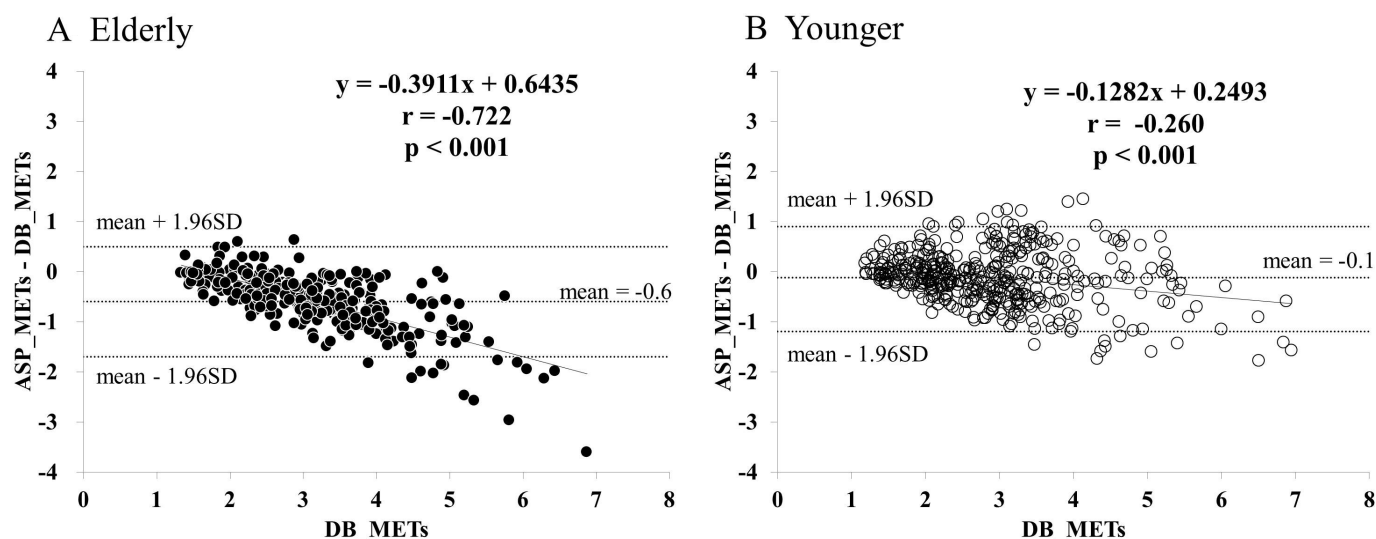 A Elderly
4
3
2
1
0
-1
-2
-3
-4
ASP_METs - DB_METs
y = -0.3911x + 0.6435
r = -0.722
p < 0.001
mean + 1.96SD
mean = -0.6
mean - 1.96SD
0 1 2 3 4 5 6 7 8
DB_METs
B Younger
4
3
2
1
0
-1
-2
-3
-4
ASP_METs - DB_METs
y = -0.1282x + 0.2493
r = -0.260
p < 0.001
mean + 1.96SD
mean = -0.1
mean - 1.96SD
0 1 2 3 4 5 6 7 8
DB_METs